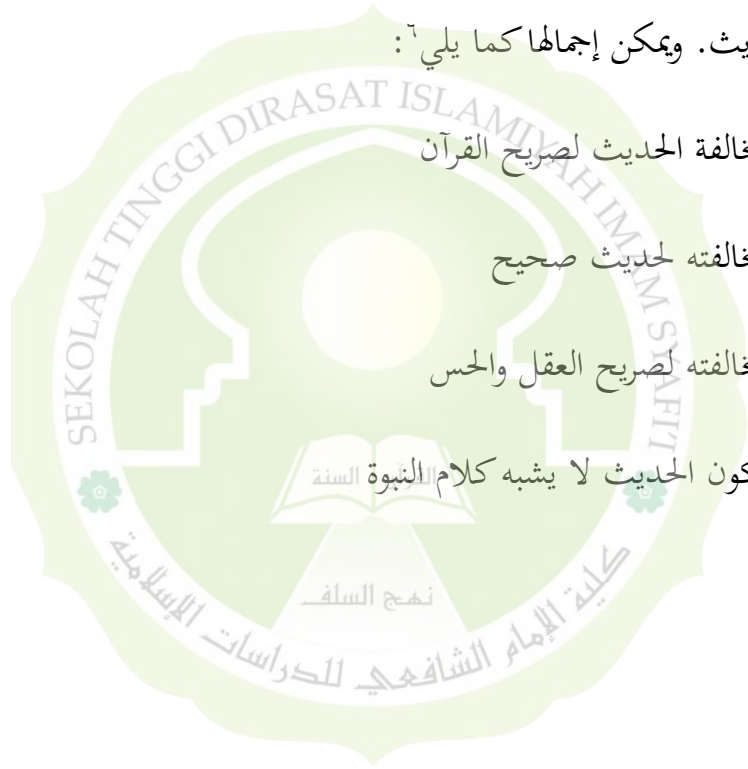 يث. ويمكن إجمالها كما يلي٦:
SEKOLAH TINGGI DIRASAT ISLAMIYAH IMAM SYAFI'I
خالفة الحديث لصريح القرآن
خالفته لحديث صحيح
خالفته لصريح العقل والحس
كون الحديث لا يشبه كلام النبوة
القرآن السنة
نهج السلف
كلية الإمام الشافعي للدراسات الإسلامية